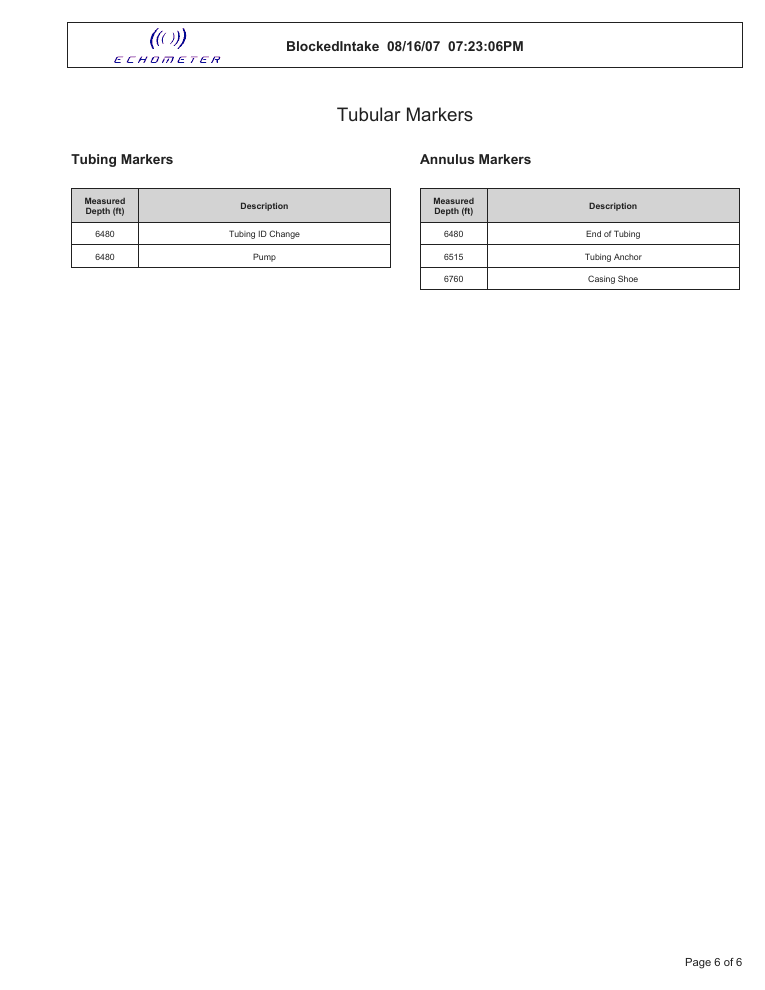 ECHOMETER
BlockedIntake 08/16/07 07:23:06PM
Tubular Markers
Tubing Markers
Measured
Depth (ft)
Description
6480 Tubing ID Change
6480 Pump
Annulus Markers
Measured
Depth (ft)
Description
6480 End of Tubing
6515 Tubing Anchor
6760 Casing Shoe
Page 6 of 6